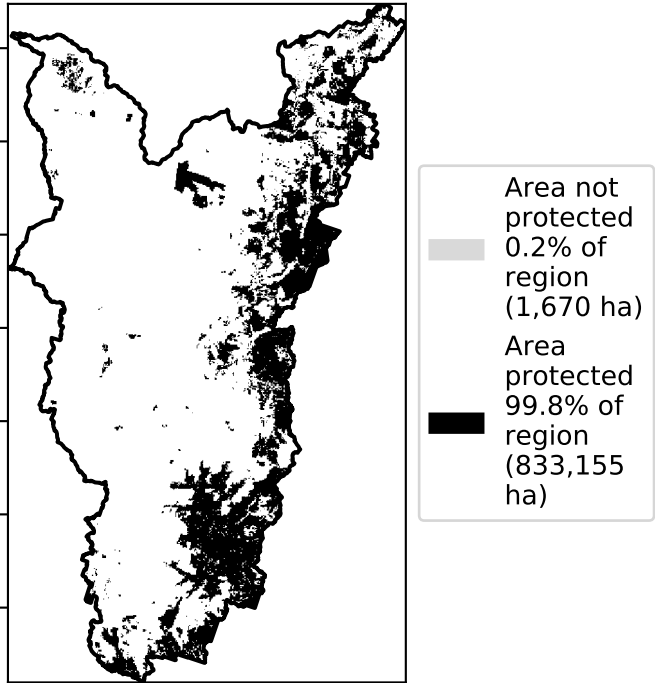 Area not
protected
0.2% of
region
(1,670 ha)
Area
protected
99.8% of
region
(833,155
ha)